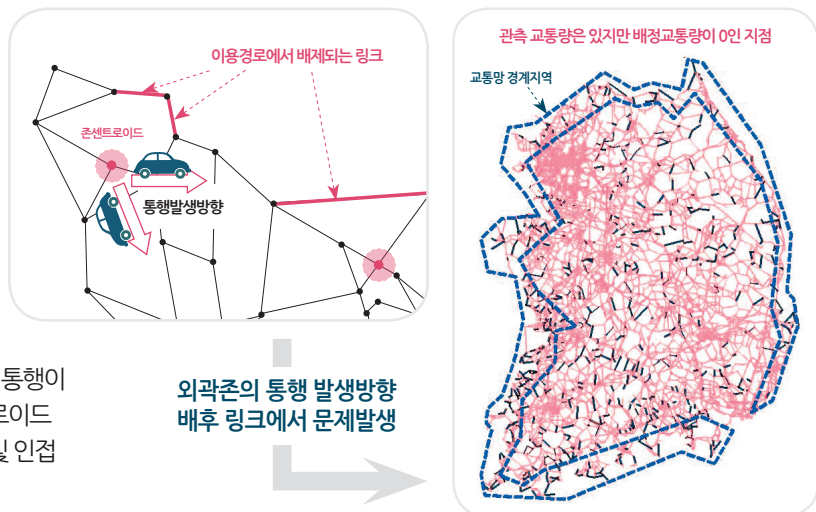 이용경로에서 배제되는 링크
존센트로이드
통행발생방향
통행이
로이드
및 인접
외곽존의 통행 발생방향
배후 링크에서 문제발생
관측 교통량은 있지만 배정교통량이 0인 지점
교통망 경계지역